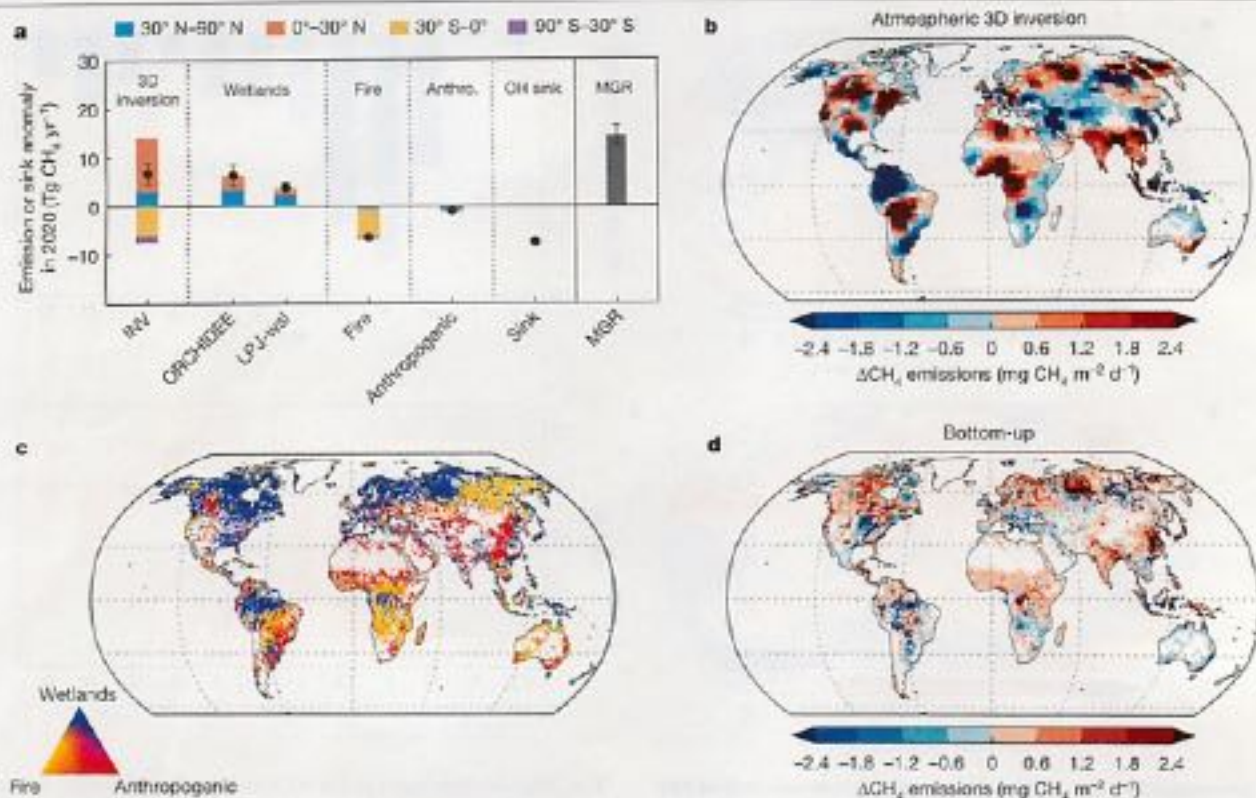 a
30° N–90° N 0°–30° N 30° S–0° 90° S–30° S
Emission or sink anomaly
in 2020 (Tg CH₄ yr⁻¹)
30
20
10
0
−10
3D
inversion
Wetlands
Fire
Anthro.
OH sink
MGR
INV
ORCHIDEE
LPJ-wsl
Fire
Anthropogenic
Sink
MGR
b
Atmospheric 3D inversion
−2.4 −1.8 −1.2 −0.6 0 0.6 1.2 1.8 2.4
ΔCH₄ emissions (mg CH₄ m⁻² d⁻¹)
c
Wetlands
Fire Anthropogenic
d
Bottom-up
−2.4 −1.8 −1.2 −0.6 0 0.6 1.2 1.8 2.4
ΔCH₄ emissions (mg CH₄ m⁻² d⁻¹)